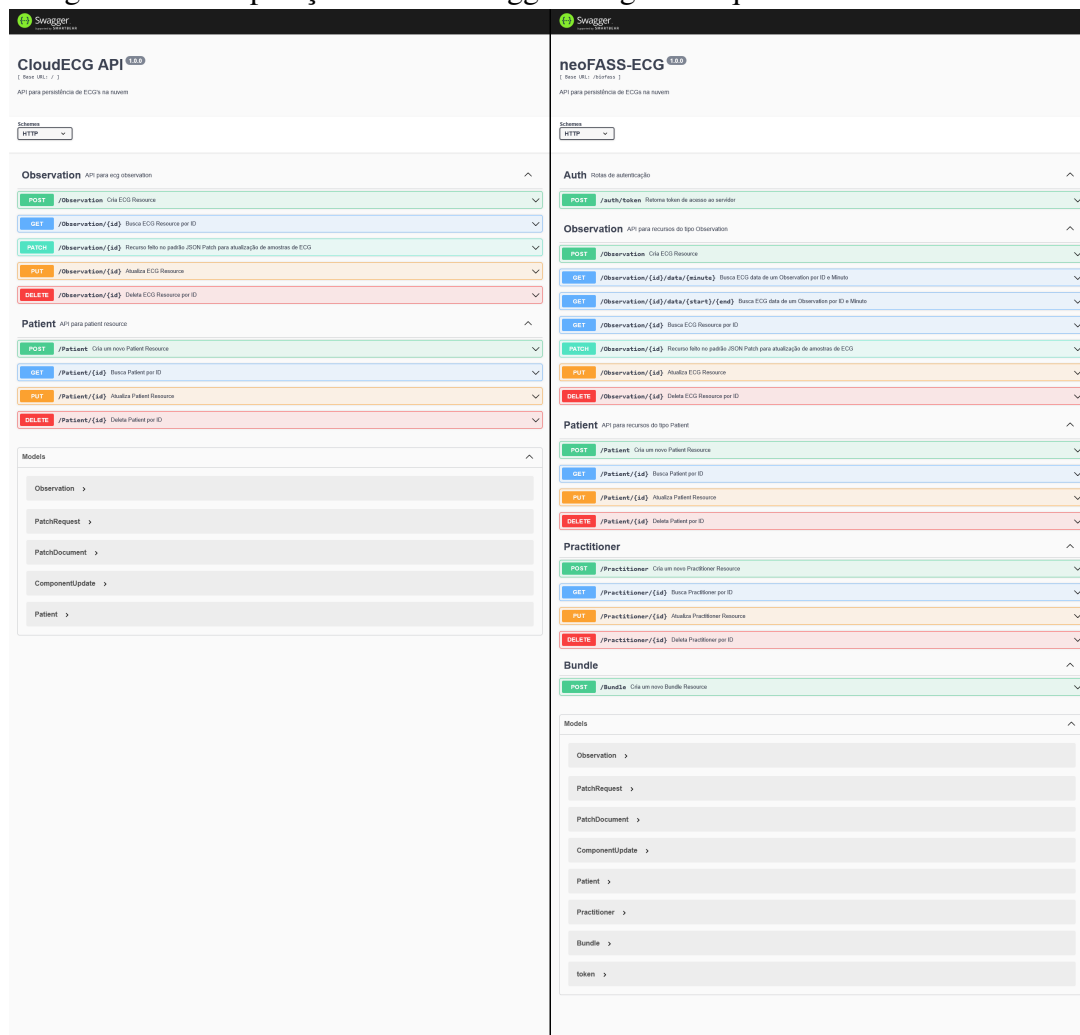 Swagger
Supported by SMARTBEAR
CloudECG API 1.0.0
[ Base URL: / ]
API para persistência de ECG's na nuvem
Schemes
HTTP
Observation API para ecg observation
POST /Observation Cria ECG Resource
GET /Observation/{id} Busca ECG Resource por ID
PATCH /Observation/{id} Recurso feito no padrão JSON Patch para atualização de amostras de ECG
PUT /Observation/{id} Atualiza ECG Resource
DELETE /Observation/{id} Deleta ECG Resource por ID
Patient API para patient resource
POST /Patient Cria um novo Patient Resource
GET /Patient/{id} Busca Patient por ID
PUT /Patient/{id} Atualiza Patient Resource
DELETE /Patient/{id} Deleta Patient por ID
Models
Observation
PatchRequest
PatchDocument
ComponentUpdate
Patient
Swagger
Supported by SMARTBEAR
neoFASS-ECG 1.0.0
[ Base URL: /biofass ]
API para persistência de ECGs na nuvem
Schemes
HTTP
Auth Rotas de autenticação
POST /auth/token Retorna token de acesso ao servidor
Observation API para recursos do tipo Observation
POST /Observation Cria ECG Resource
GET /Observation/{id}/data/{minute} Busca ECG data de um Observation por ID e Minuto
GET /Observation/{id}/data/{start}/{end} Busca ECG data de um Observation por ID e Minuto
GET /Observation/{id} Busca ECG Resource por ID
PATCH /Observation/{id} Recurso feito no padrão JSON Patch para atualização de amostras de ECG
PUT /Observation/{id} Atualiza ECG Resource
DELETE /Observation/{id} Deleta ECG Resource por ID
Patient API para recursos do tipo Patient
POST /Patient Cria um novo Patient Resource
GET /Patient/{id} Busca Patient por ID
PUT /Patient/{id} Atualiza Patient Resource
DELETE /Patient/{id} Deleta Patient por ID
Practitioner
POST /Practitioner Cria um novo Practitioner Resource
GET /Practitioner/{id} Busca Practitioner por ID
PUT /Practitioner/{id} Atualiza Practitioner Resource
DELETE /Practitioner/{id} Deleta Practitioner por ID
Bundle
POST /Bundle Cria um novo Bundle Resource
Models
Observation
PatchRequest
PatchDocument
ComponentUpdate
Patient
Practitioner
Bundle
token